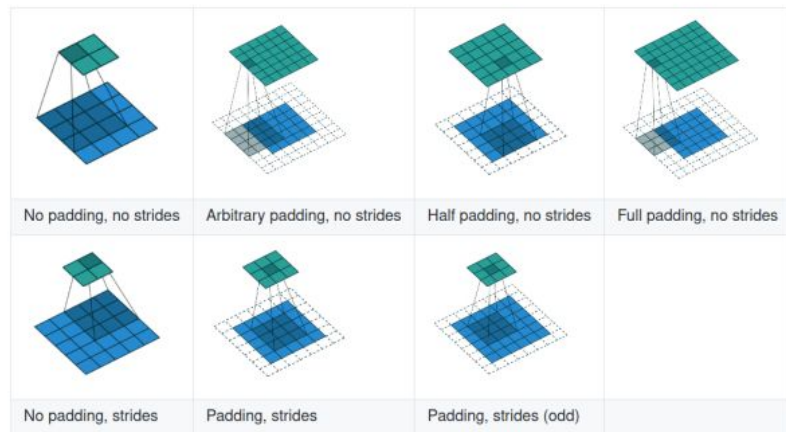 No padding, no strides
Arbitrary padding, no strides
Half padding, no strides
Full padding, no strides
No padding, strides
Padding, strides
Padding, strides (odd)